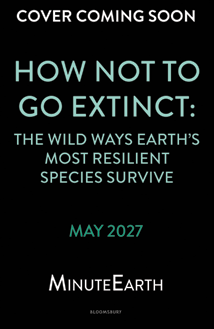 COVER COMING SOON
HOW NOT TO
GO EXTINCT:
THE WILD WAYS EARTH'S
MOST RESILIENT
SPECIES SURVIVE
MAY 2027
MINUTEEARTH
BLOOMSBURY